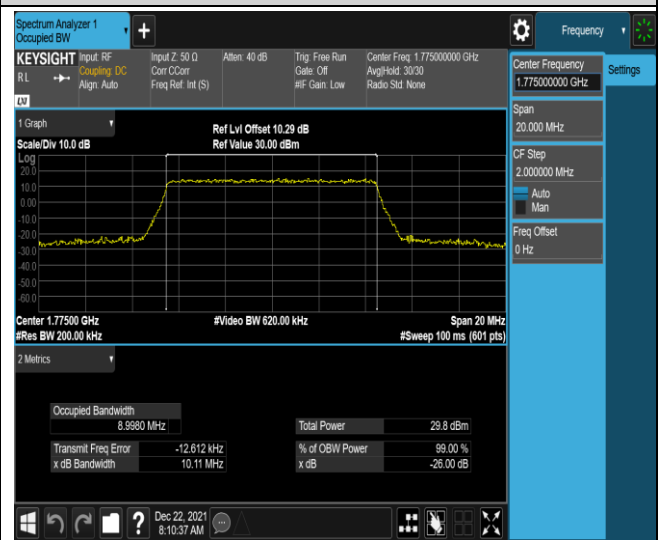 Spectrum Analyzer 1
Occupied BW
Frequency
KEYSIGHT
RL
LXI
Input: RF
Coupling: DC
Align: Auto
Input Z: 50 Ω
Corr CCorr
Freq Ref: Int (S)
Atten: 40 dB
Trig: Free Run
Gate: Off
#IF Gain: Low
Center Freq: 1.775000000 GHz
Avg|Hold: 30/30
Radio Std: None
Center Frequency
1.775000000 GHz
Settings
Span
20.000 MHz
CF Step
2.000000 MHz
Auto
Man
Freq Offset
0 Hz
1 Graph
Scale/Div 10.0 dB
Ref Lvl Offset 10.29 dB
Ref Value 30.00 dBm
Log
20.0
10.0
0.00
-10.0
-20.0
-30.0
-40.0
-50.0
-60.0
Center 1.77500 GHz
#Video BW 620.00 kHz
Span 20 MHz
#Res BW 200.00 kHz
#Sweep 100 ms (601 pts)
2 Metrics
Occupied Bandwidth
8.9980 MHz
Total Power 29.8 dBm
Transmit Freq Error -12.612 kHz
% of OBW Power 99.00 %
x dB Bandwidth 10.11 MHz
x dB -26.00 dB
?
Dec 22, 2021
8:10:37 AM